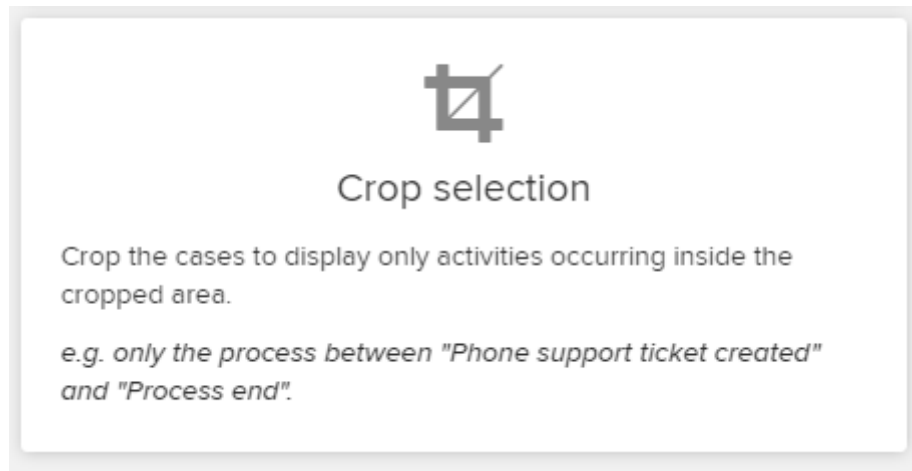 Crop selection
Crop the cases to display only activities occurring inside the
cropped area.
e.g. only the process between "Phone support ticket created"
and "Process end".